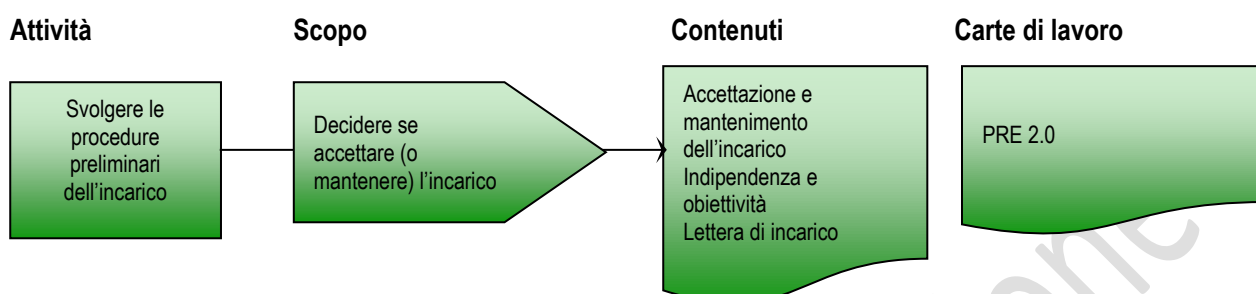 Attività Scopo Contenuti Carte di lavoro
Svolgere le
procedure
preliminari
dell'incarico
Decidere se
accettare (o
mantenere) l'incarico
Accettazione e
mantenimento
dell'incarico
Indipendenza e
obiettività
Lettera di incarico
PRE 2.0